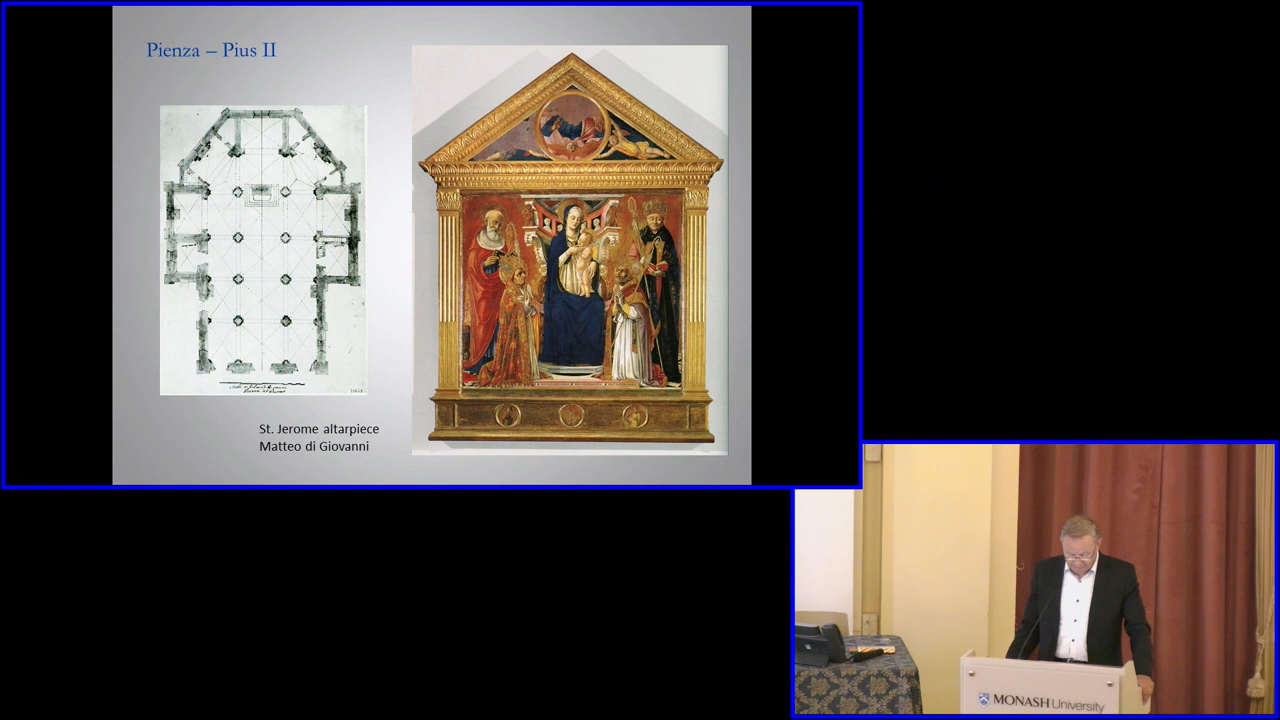 Pienza – Pius II
St. Jerome altarpiece
Matteo di Giovanni
MONASH University